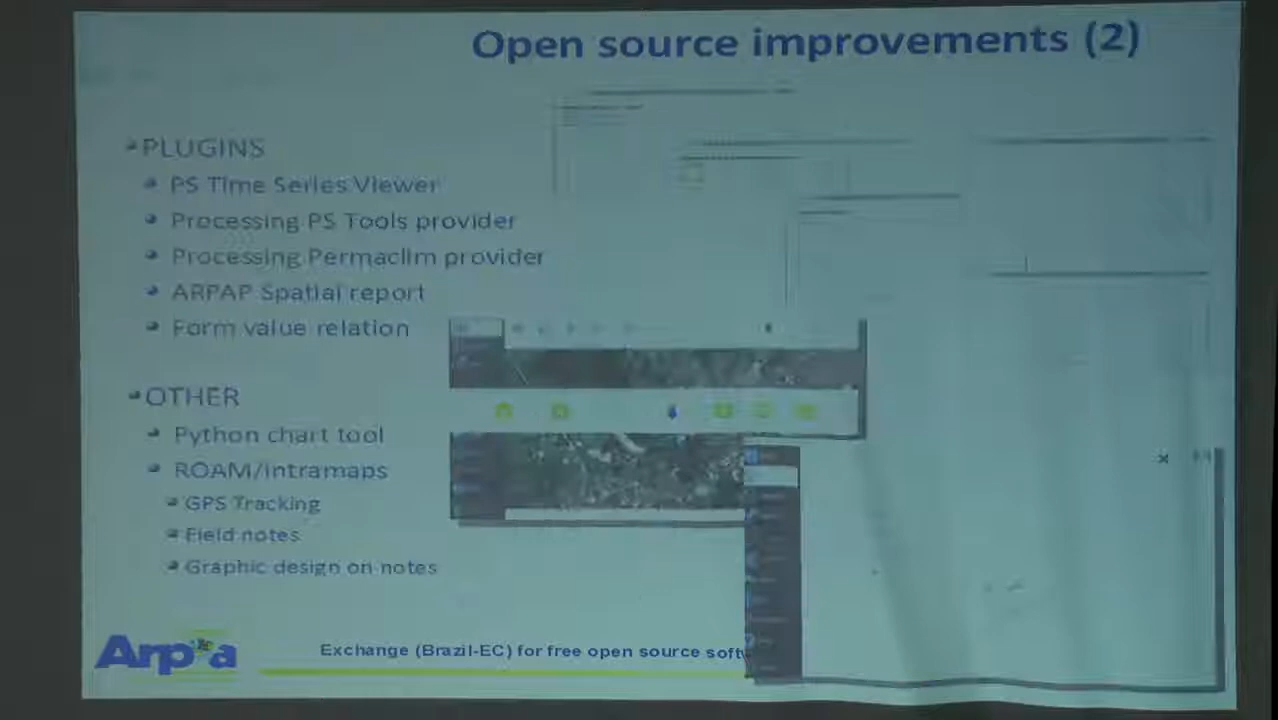 Open source improvements (2)
PLUGINS
PS Time Series Viewer
Processing PS Tools provider
Processing Permaclim provider
ARPAP Spatial report
Form value relation
OTHER
Python chart tool
ROAM/Intramaps
GPS Tracking
Field notes
Graphic design on notes
Arpa
Exchange (Brazil-EC) for free open source